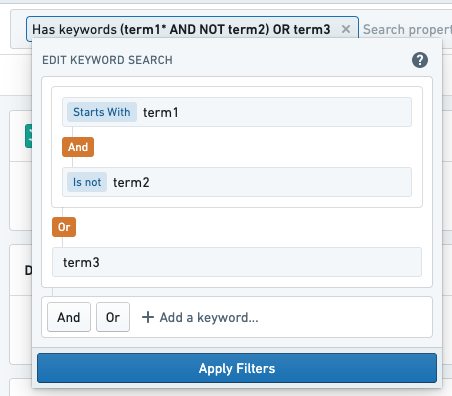 Has keywords (term1* AND NOT term2) OR term3 × Search propert
EDIT KEYWORD SEARCH ?
Starts With term1
And
Is not term2
Or
term3
And Or + Add a keyword...
Apply Filters
D